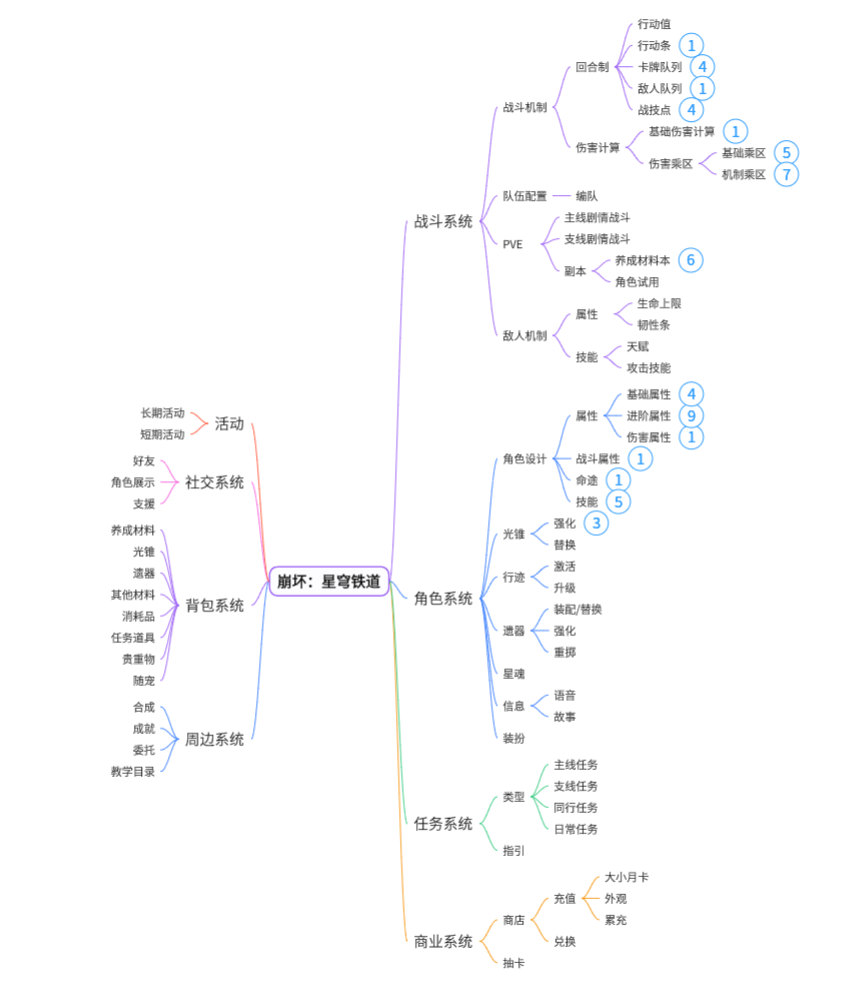 崩坏：星穹铁道
战斗系统
战斗机制
回合制
行动值
行动条 1
卡牌队列 4
敌人队列 1
战技点 4
伤害计算
基础伤害计算 1
伤害乘区
基础乘区 5
机制乘区 7
队伍配置
编队
PVE
主线剧情战斗
支线剧情战斗
副本
养成材料本 6
角色试用
敌人机制
属性
生命上限
韧性条
技能
天赋
攻击技能
角色系统
角色设计
属性
基础属性 4
进阶属性 9
伤害属性 1
战斗属性 1
命途 1
技能 5
光锥
强化 3
替换
行迹
激活
升级
遗器
装配/替换
强化
重掷
星魂
信息
语音
故事
装扮
任务系统
类型
主线任务
支线任务
同行任务
日常任务
指引
商业系统
商店
充值
大小月卡
外观
累充
兑换
抽卡
活动
长期活动
短期活动
社交系统
好友
角色展示
支援
背包系统
养成材料
光锥
遗器
其他材料
消耗品
任务道具
贵重物
随宠
周边系统
合成
成就
委托
教学目录